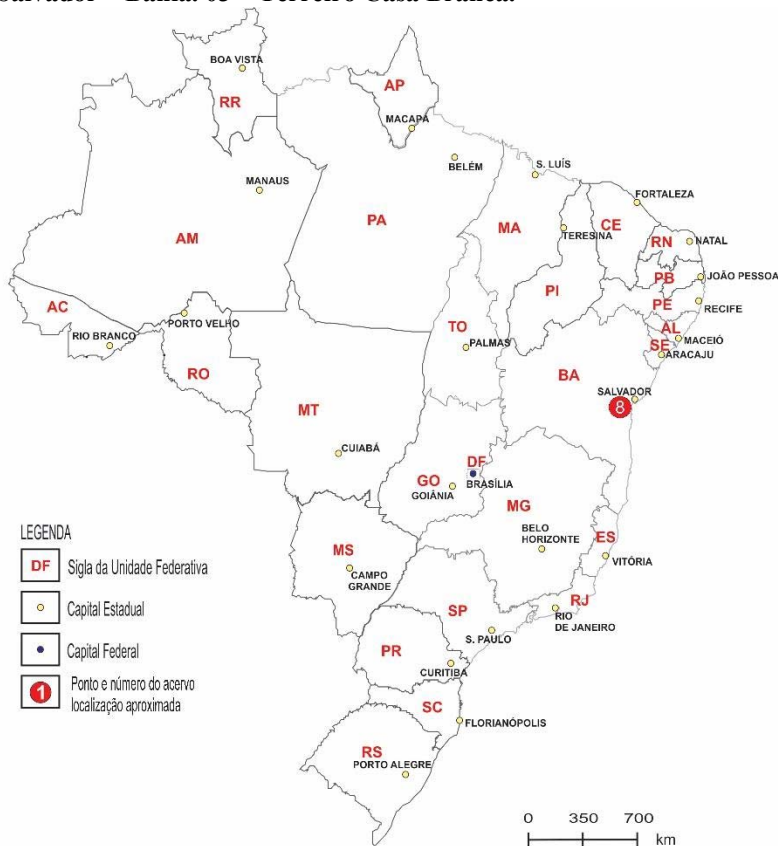 Salvador – Bahia. 03 – Terreiro Casa Branca.
BOA VISTA
RR
AP
MACAPÁ
BELÉM
S. LUÍS
MANAUS
FORTALEZA
PA
MA
TERESINA
CE
RN
NATAL
AM
PB
JOÃO PESSOA
AC
PI
PE
RECIFE
PORTO VELHO
TO
AL
MACEIÓ
RIO BRANCO
PALMAS
SE
ARACAJU
RO
BA
SALVADOR
8
MT
CUIABÁ
DF
GO
BRASÍLIA
GOIÂNIA
MG
BELO
HORIZONTE
ES
VITÓRIA
MS
CAMPO
GRANDE
SP
RJ
RIO
DE JANEIRO
S. PAULO
PR
CURITIBA
SC
FLORIANÓPOLIS
RS
PORTO ALEGRE
LEGENDA
DF Sigla da Unidade Federativa
Capital Estadual
Capital Federal
1 Ponto e número do acervo
localização aproximada
0 350 700
km